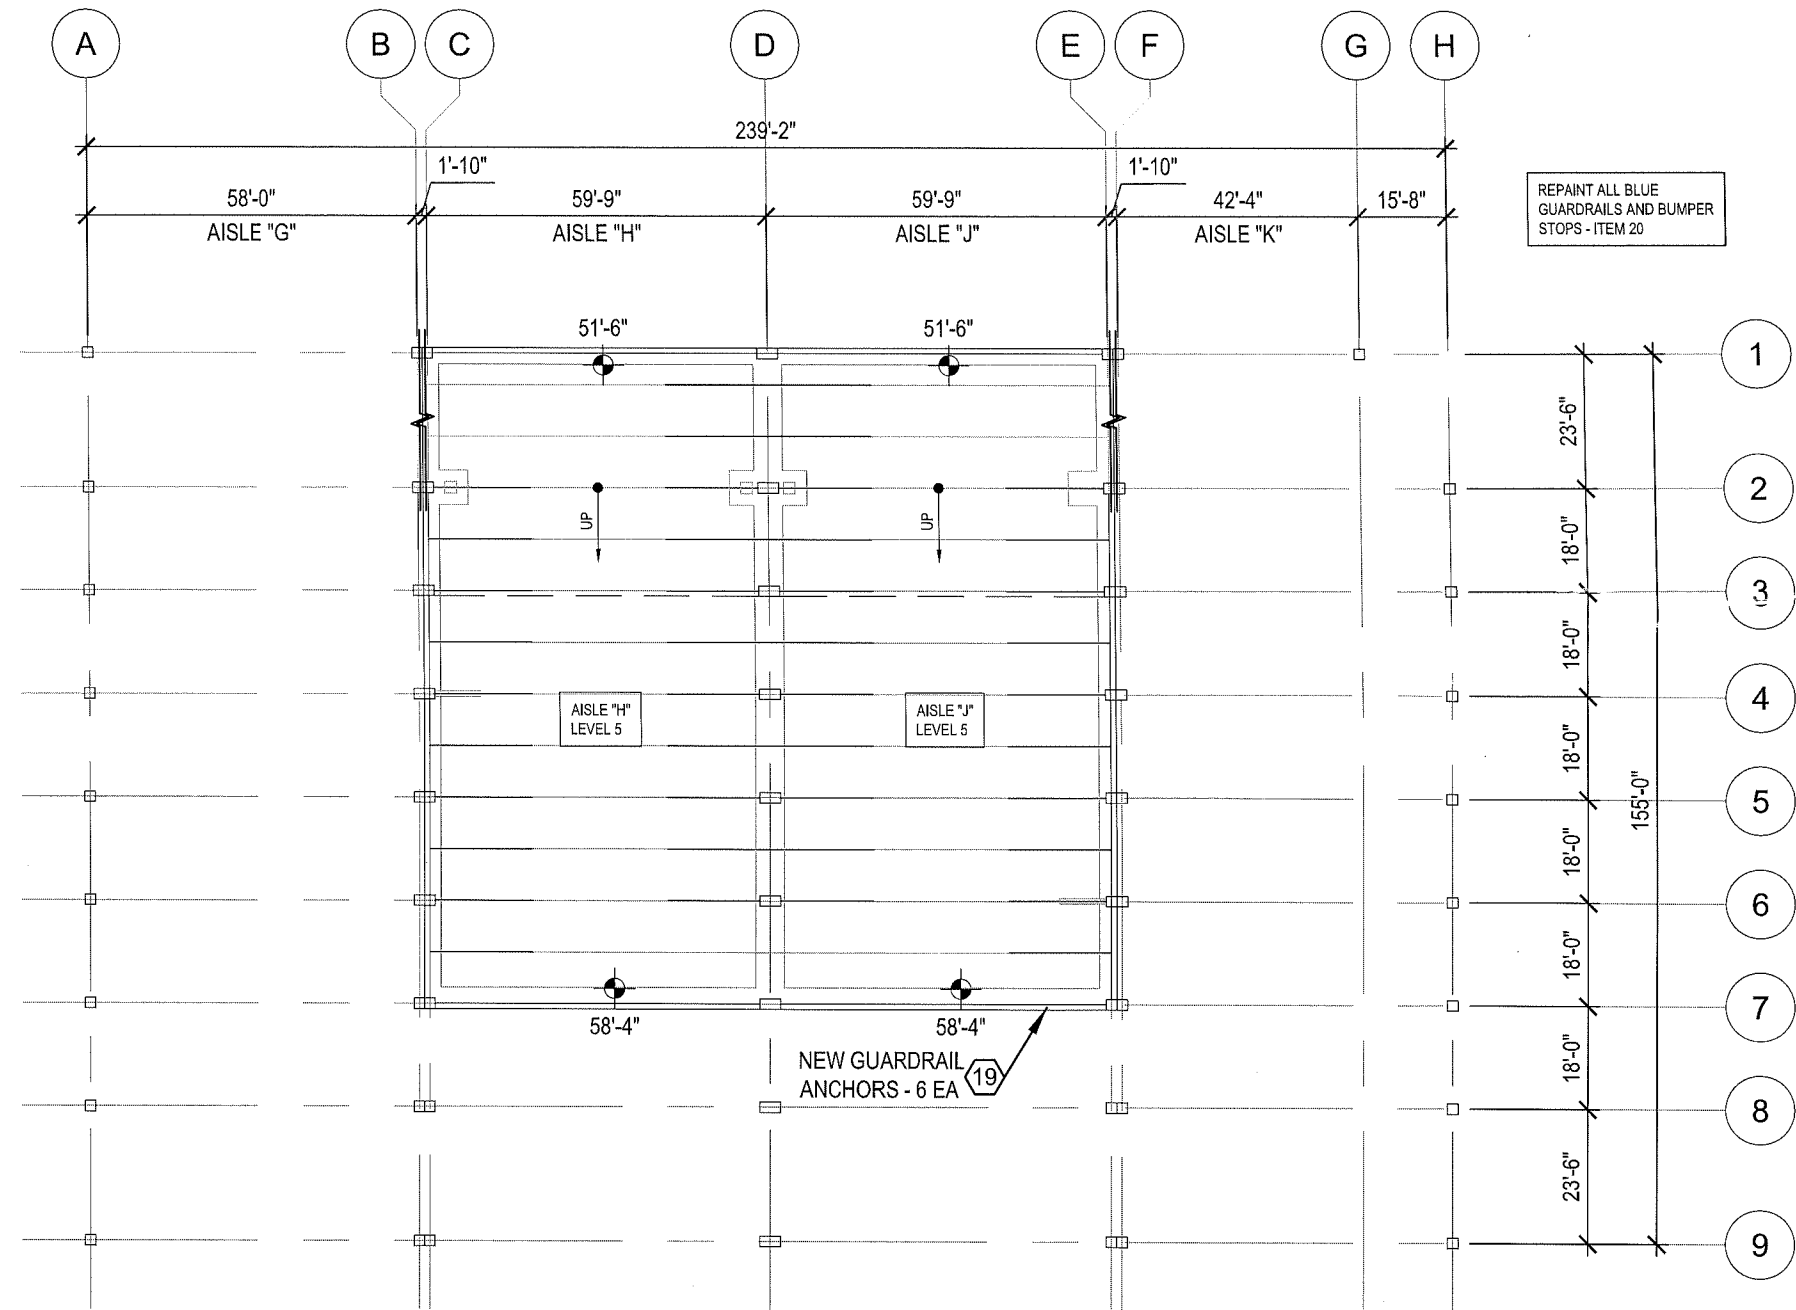 A B C D E F G H
239'-2"
1'-10" 1'-10"
58'-0" 59'-9" 59'-9" 42'-4" 15'-8"
AISLE "G" AISLE "H" AISLE "J" AISLE "K"
REPAINT ALL BLUE
GUARDRAILS AND BUMPER
STOPS - ITEM 20
51'-6" 51'-6"
1
23'-6"
2
UP UP
18'-0"
3
18'-0"
4
AISLE "H"
LEVEL 5
AISLE "J"
LEVEL 5
18'-0"
155'-0"
5
18'-0"
6
18'-0"
7
58'-4" 58'-4"
NEW GUARDRAIL
ANCHORS - 6 EA
19
18'-0"
8
23'-6"
9